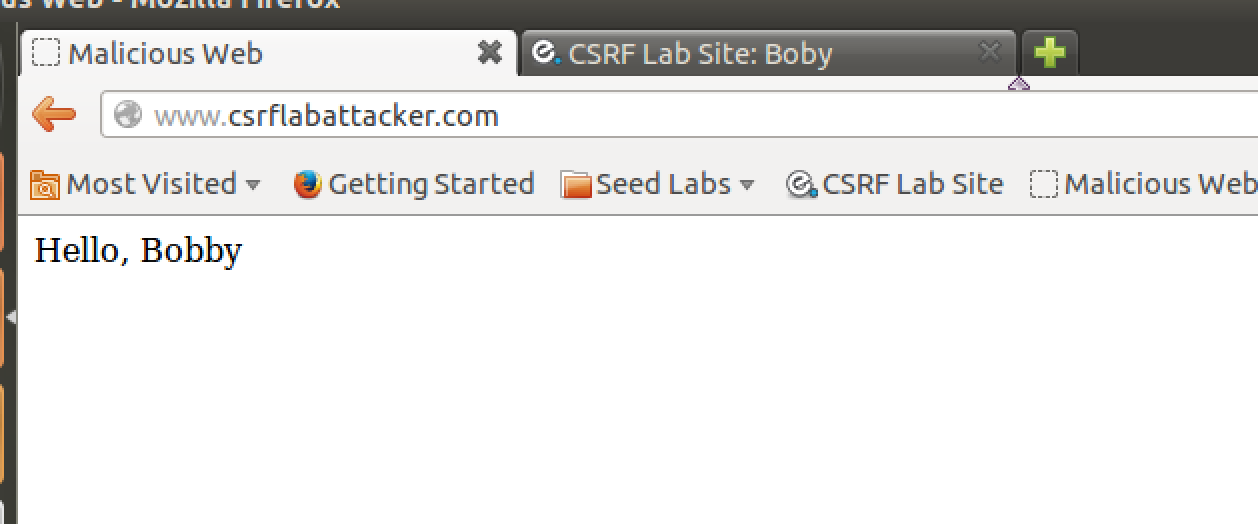 us Web - Mozilla Firefox
Malicious Web
CSRF Lab Site: Boby
www.csrflabattacker.com
Most Visited Getting Started Seed Labs CSRF Lab Site Malicious Web
Hello, Bobby